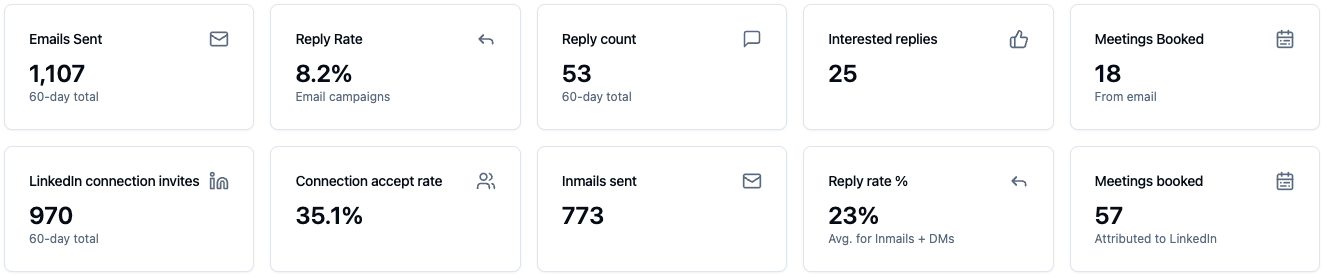 Emails Sent
1,107
60-day total
Reply Rate
8.2%
Email campaigns
Reply count
53
60-day total
Interested replies
25
Meetings Booked
18
From email
LinkedIn connection invites
970
60-day total
Connection accept rate
35.1%
Inmails sent
773
Reply rate %
23%
Avg. for Inmails + DMs
Meetings booked
57
Attributed to LinkedIn